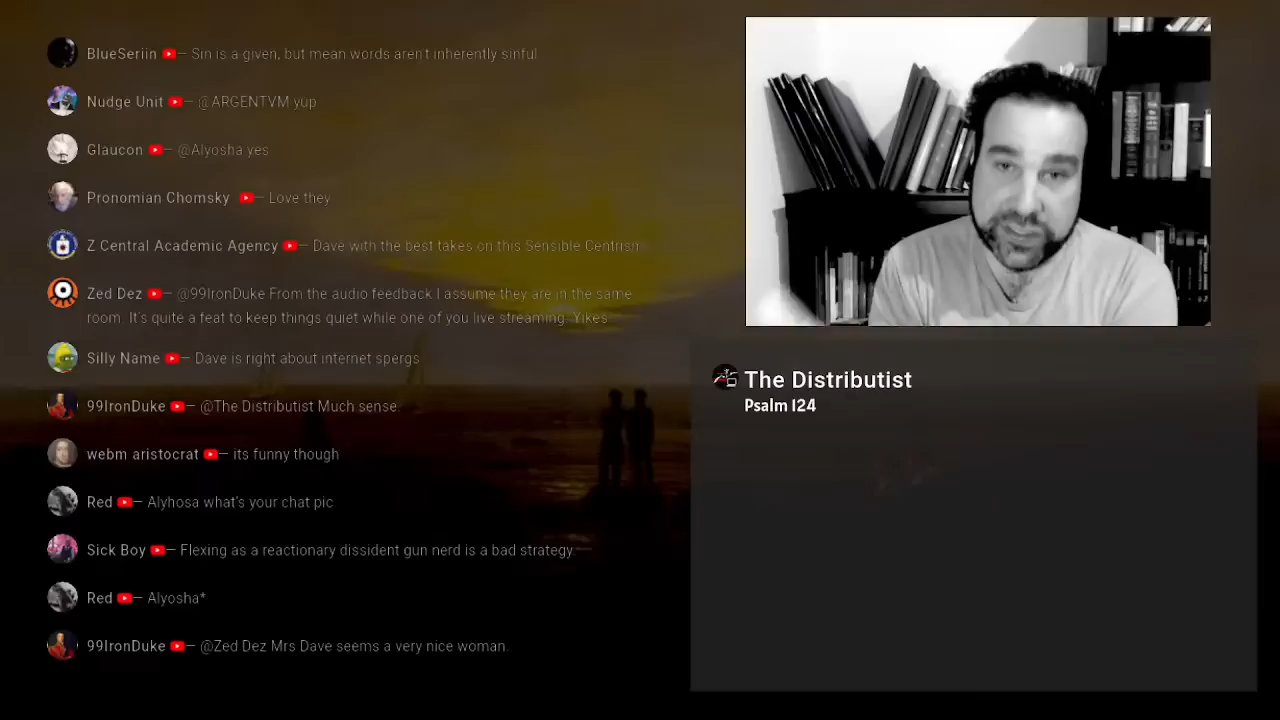 BlueSeriin — Sin is a given, but mean words aren't inherently sinful
Nudge Unit — @ARGENTVM yup
Glaucon — @Alyosha yes
Pronomian Chomsky — Love they
Z Central Academic Agency — Dave with the best takes on this Sensible Centrism
Zed Dez — @99IronDuke From the audio feedback I assume they are in the same
room. It's quite a feat to keep things quiet while one of you live streaming. Yikes
Silly Name — Dave is right about internet spergs
99IronDuke — @The Distributist Much sense.
webm aristocrat — its funny though
Red — Alyhosa what's your chat pic
Sick Boy — Flexing as a reactionary dissident gun nerd is a bad strategy.
Red — Alyosha*
99IronDuke — @Zed Dez Mrs Dave seems a very nice woman.
The Distributist
Psalm 124